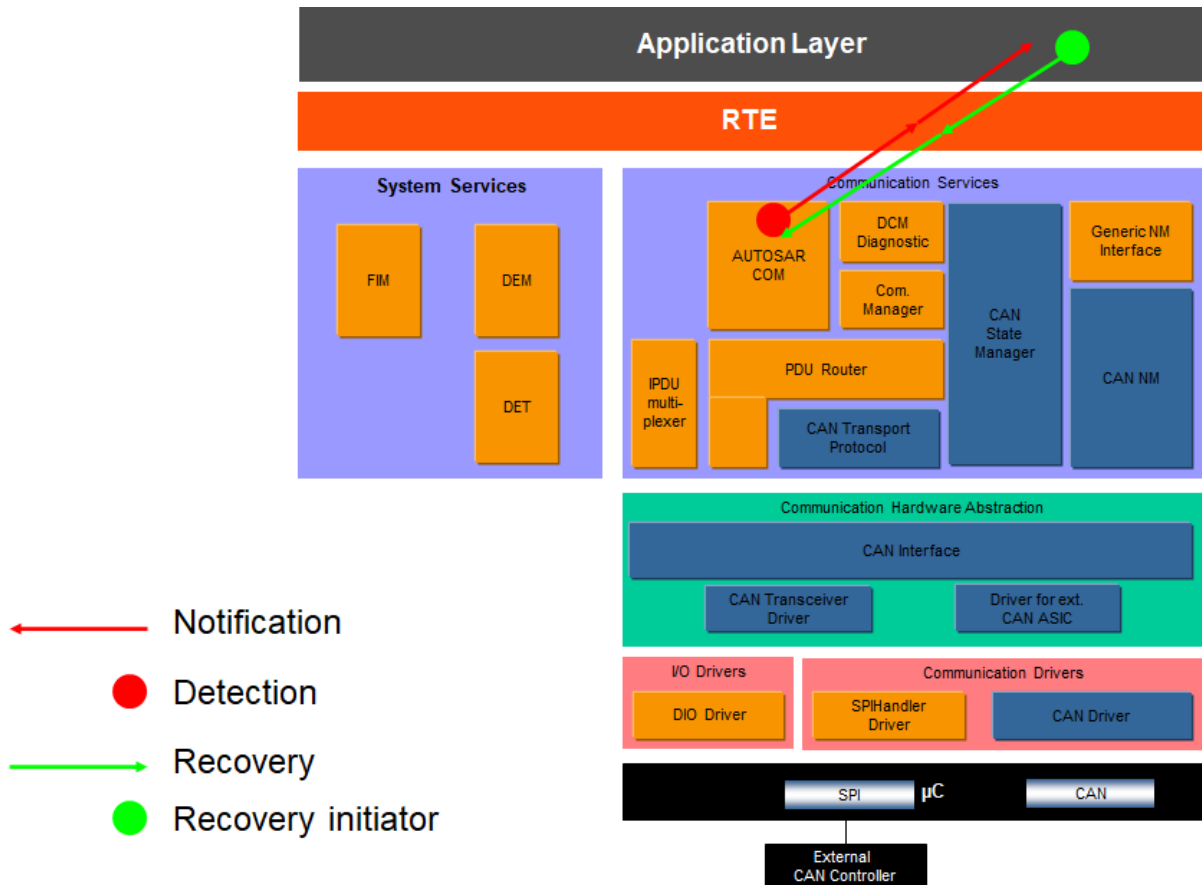 Application Layer
RTE
System Services
FIM
DEM
DET
Communication Services
AUTOSAR
COM
DCM
Diagnostic
Com.
Manager
CAN
State
Manager
Generic NM
Interface
CAN NM
IPDU
multi-
plexer
PDU Router
CAN Transport
Protocol
Communication Hardware Abstraction
CAN Interface
CAN Transceiver
Driver
Driver for ext.
CAN ASIC
I/O Drivers
DIO Driver
Communication Drivers
SPIHandler
Driver
CAN Driver
SPI
µC
CAN
External
CAN Controller
Notification
Detection
Recovery
Recovery initiator